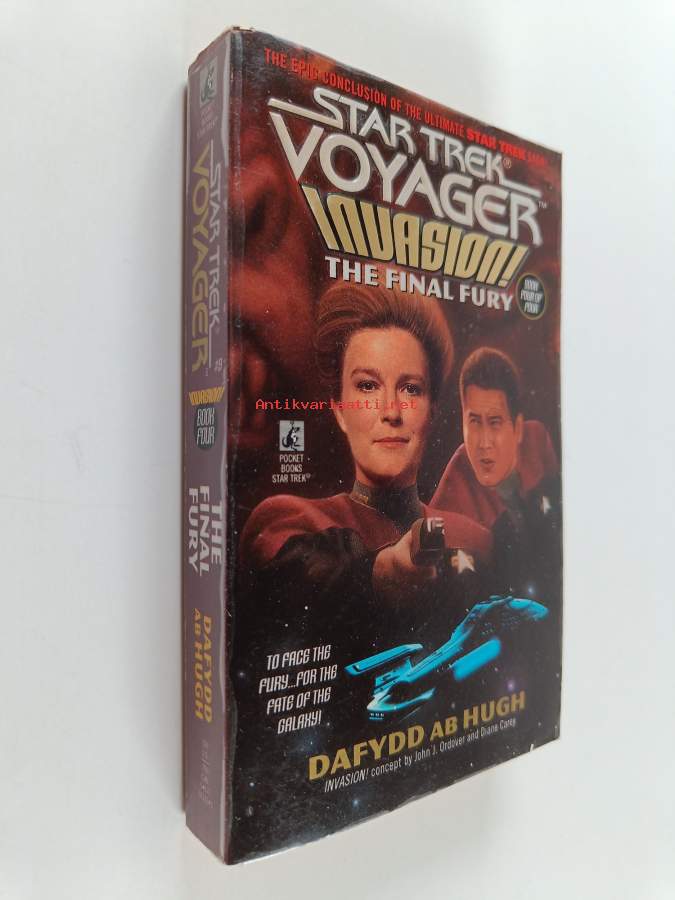 THE EPIC CONCLUSION OF THE ULTIMATE STAR TREK SAGA!
STAR TREK®
VOYAGER™
INVASION!
THE FINAL FURY
BOOK
FOUR OF
FOUR
POCKET
BOOKS
STAR TREK®
TO FACE THE
FURY...FOR THE
FATE OF THE
GALAXY!
DAFYDD AB HUGH
INVASION! concept by John J. Ordover and Diane Carey
STAR TREK
VOYAGER
#9
INVASION!
BOOK
FOUR
THE
FINAL
FURY
DAFYDD
AB HUGH
Antikvariaatti.net